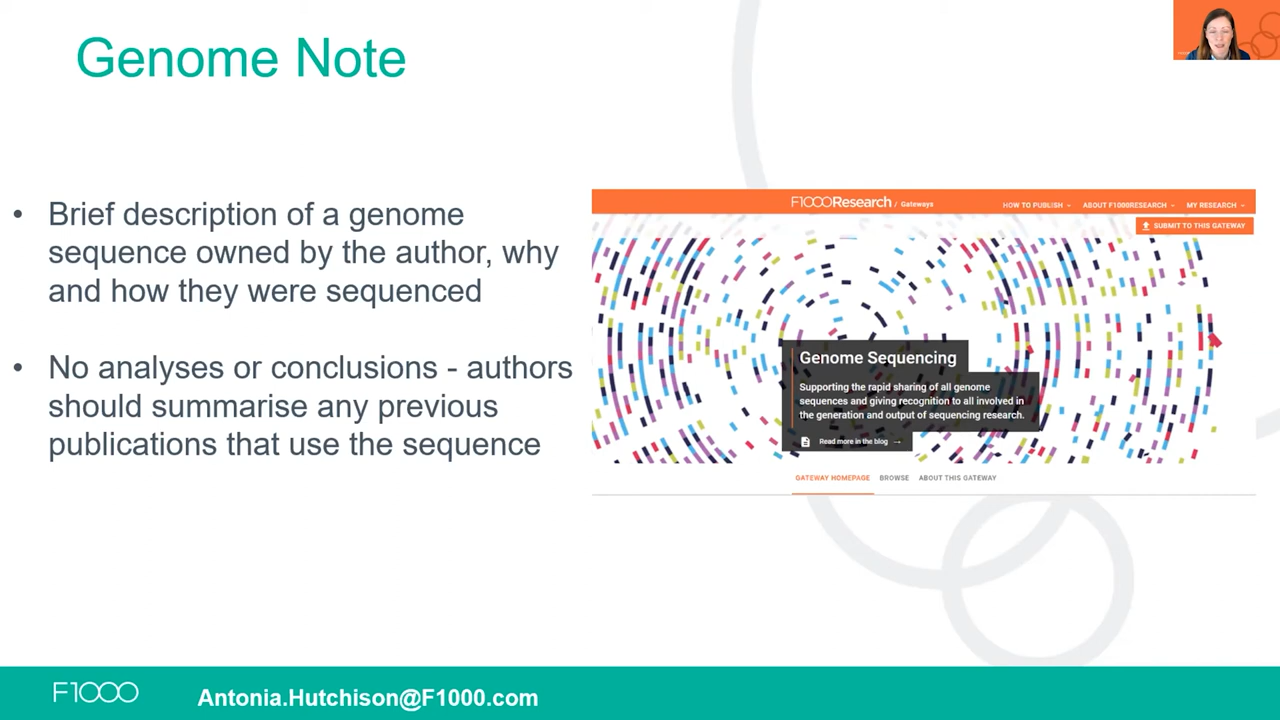 Genome Note
• Brief description of a genome
sequence owned by the author, why
and how they were sequenced
• No analyses or conclusions - authors
should summarise any previous
publications that use the sequence
F1000Research / Gateways
HOW TO PUBLISH
ABOUT F1000RESEARCH
MY RESEARCH
SUBMIT TO THIS GATEWAY
Genome Sequencing
Supporting the rapid sharing of all genome
sequences and giving recognition to all involved in
the generation and output of sequencing research.
Read more in the blog →
GATEWAY HOMEPAGE
BROWSE
ABOUT THIS GATEWAY
F1000
Antonia.Hutchison@F1000.com